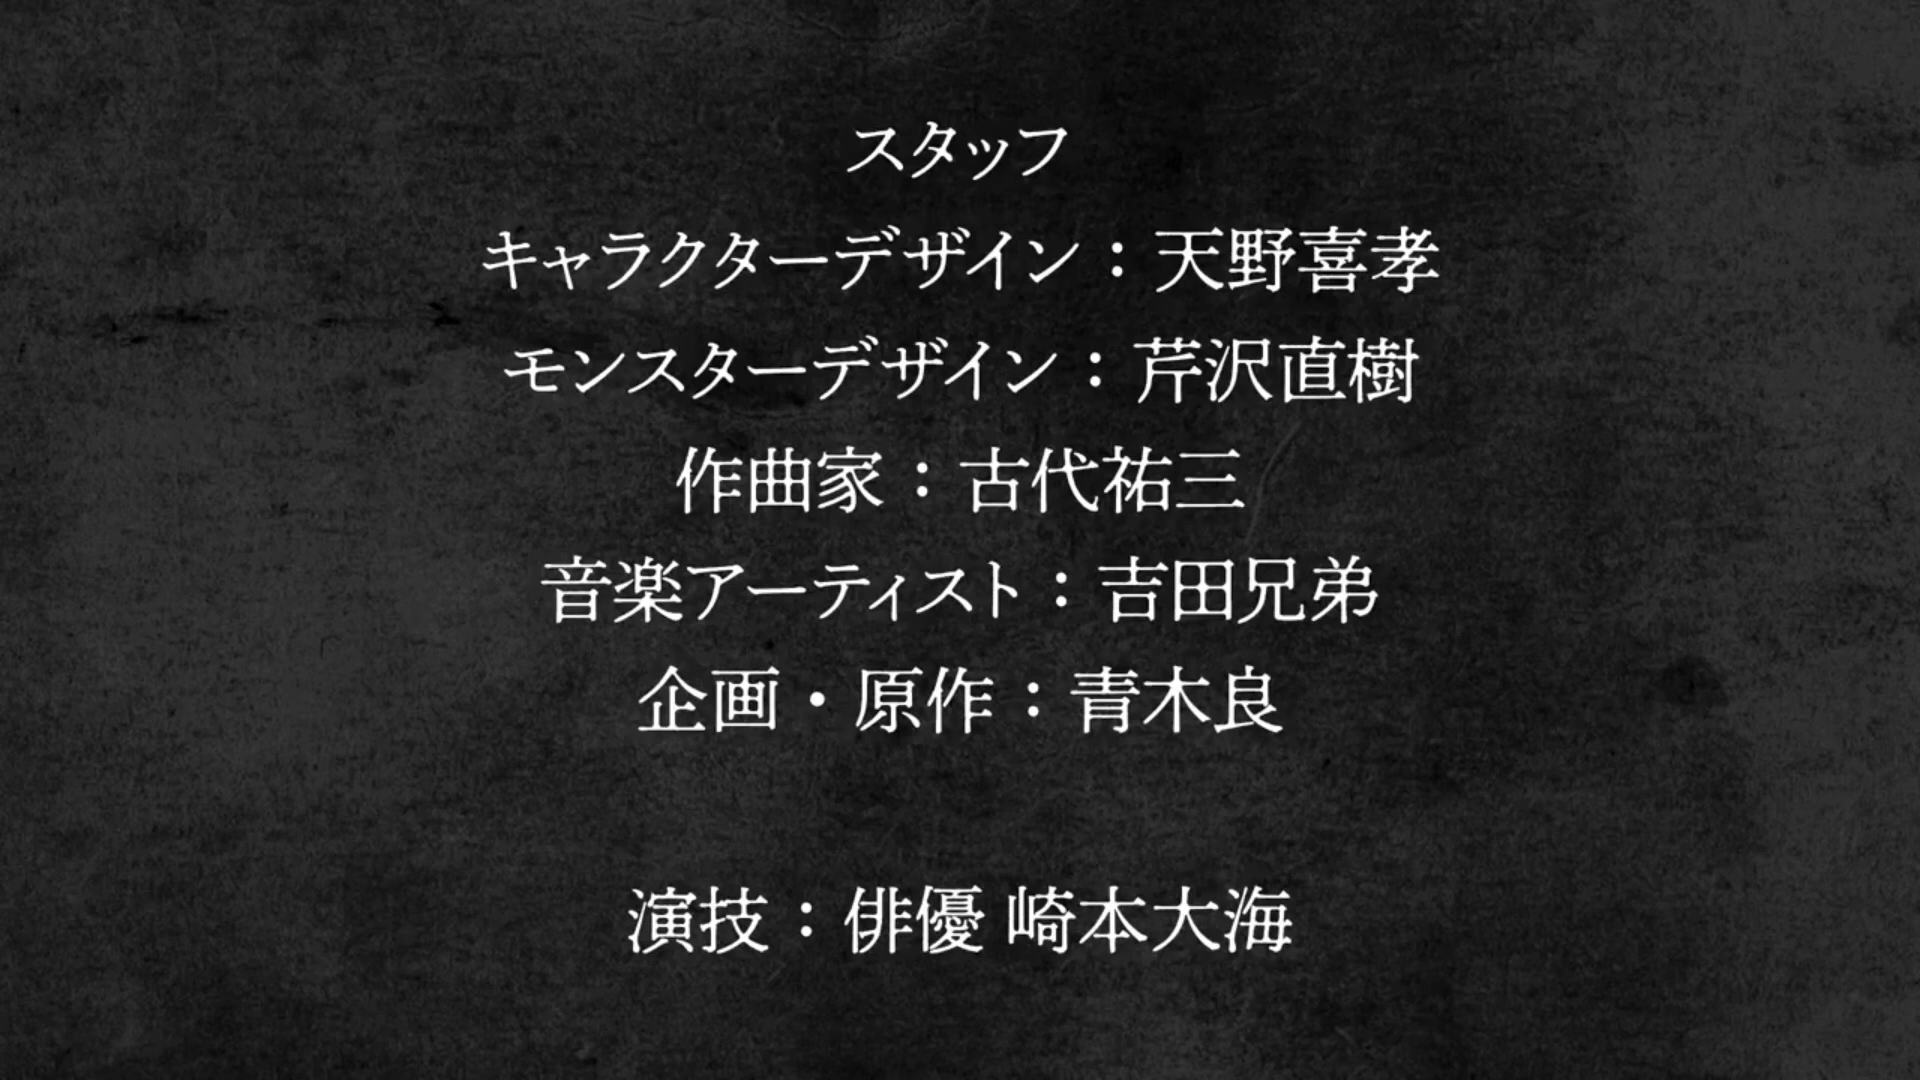 スタッフ
キャラクターデザイン：天野喜孝
モンスターデザイン：芹沢直樹
作曲家：古代祐三
音楽アーティスト：吉田兄弟
企画・原作：青木良
演技：俳優 崎本大海